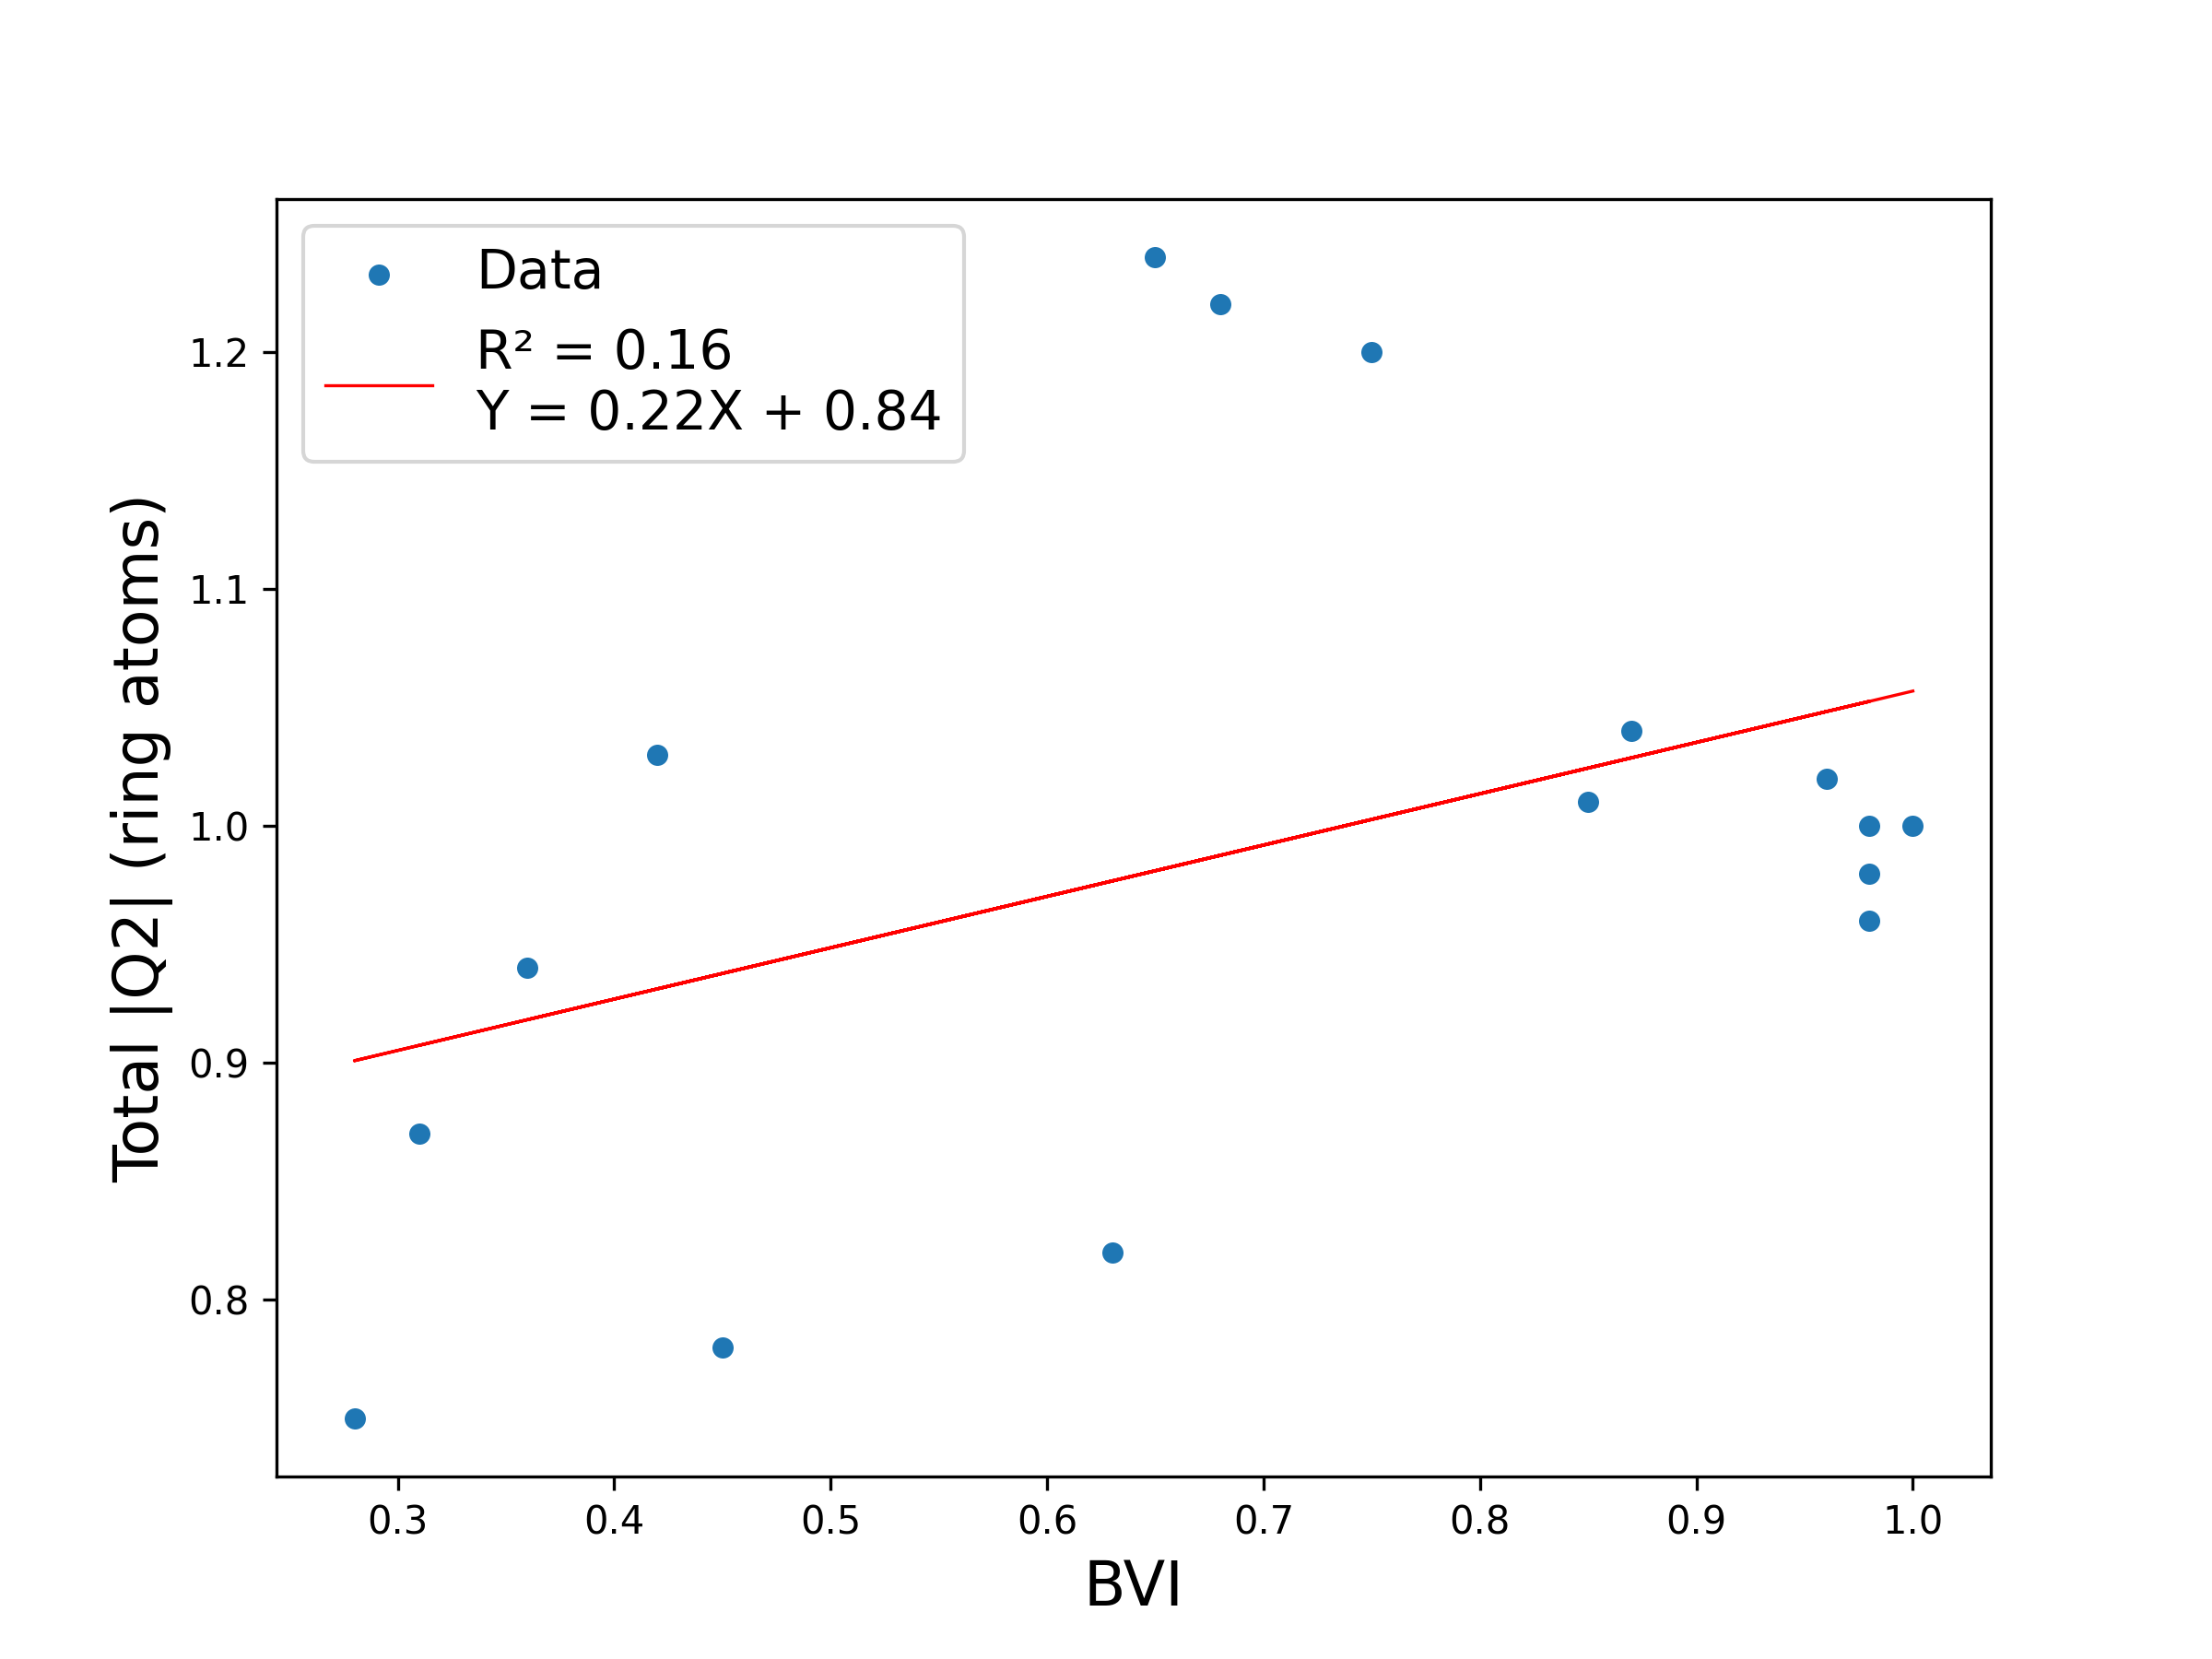 Data
R² = 0.16
Y = 0.22X + 0.84
1.2
1.1
1.0
0.9
0.8
Total |Q2| (ring atoms)
0.3 0.4 0.5 0.6 0.7 0.8 0.9 1.0
BVI